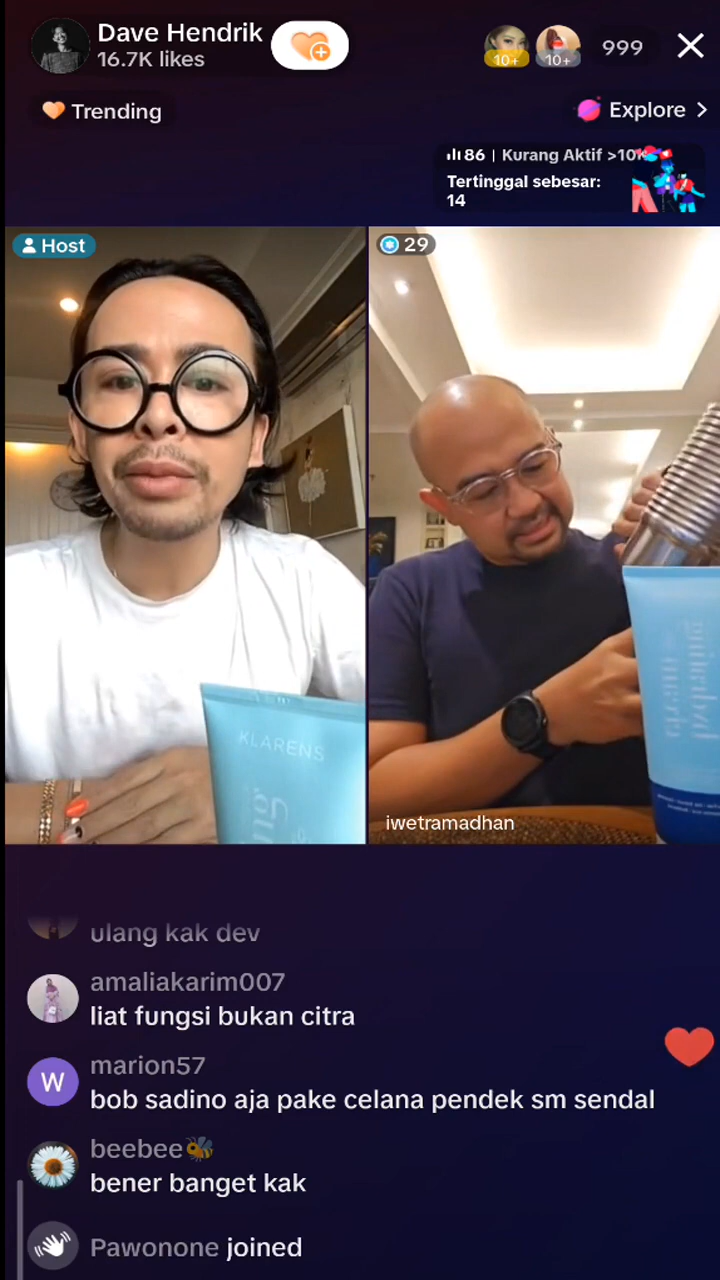 Dave Hendrik
16.7K likes
10+
10+
999
Trending
Explore
86 | Kurang Aktif >10K
Tertinggal sebesar:
14
Host
29
KLARENS
iwetramadhan
ulang kak dev
amaliakarim007
liat fungsi bukan citra
W
marion57
bob sadino aja pake celana pendek sm sendal
beebee🐝
bener banget kak
Pawonone joined